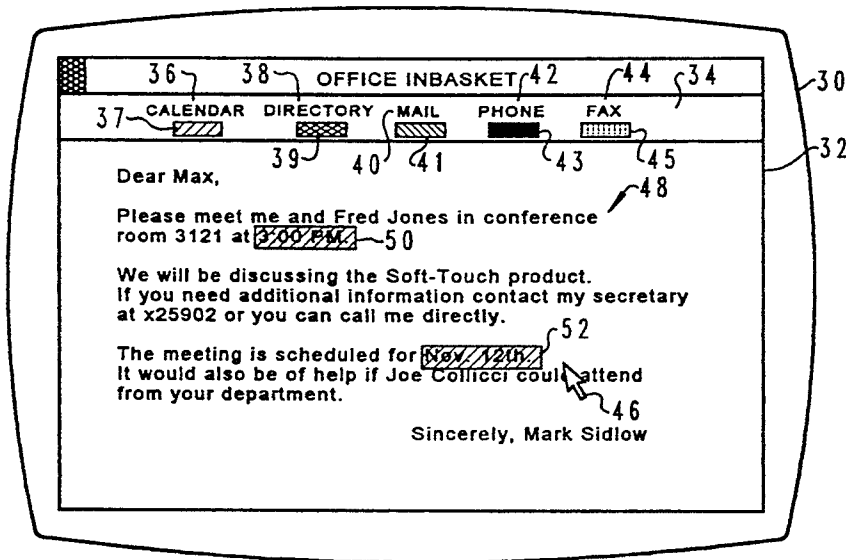 36 38 OFFICE INBASKET 42 44 34 30
CALENDAR DIRECTORY MAIL PHONE FAX
37 39 40 41 43 45 32
Dear Max, 48
Please meet me and Fred Jones in conference
room 3121 at 3:00 PM. 50
We will be discussing the Soft-Touch product.
If you need additional information contact my secretary
at x25902 or you can call me directly.
52
The meeting is scheduled for Nov. 12th.
It would also be of help if Joe Collicci could attend
from your department. 46
Sincerely, Mark Sidlow